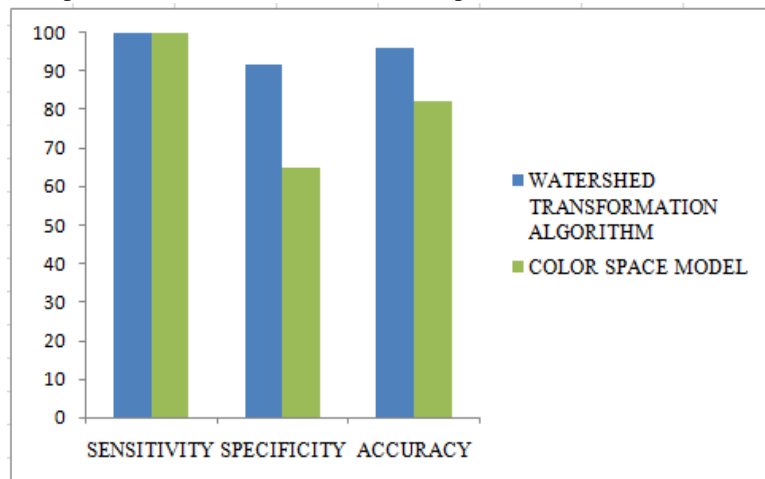 100
90
80
70
60
50
40
30
20
10
0
SENSITIVITY SPECIFICITY ACCURACY
WATERSHED
TRANSFORMATION
ALGORITHM
COLOR SPACE MODEL